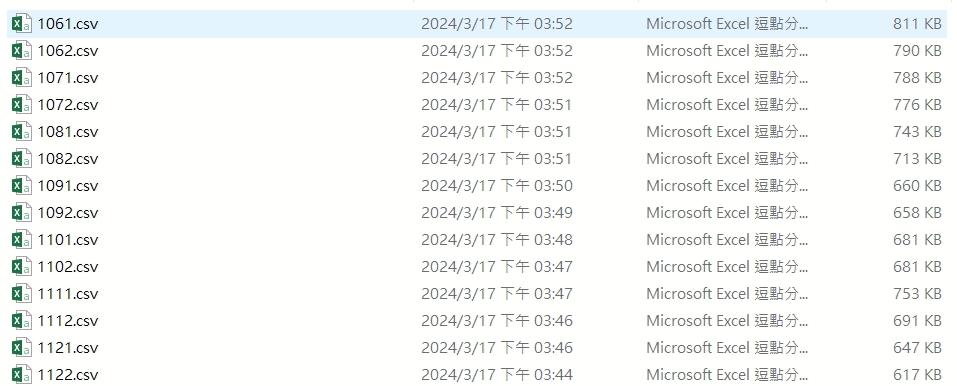 1061.csv 2024/3/17 下午 03:52 Microsoft Excel 逗點分... 811 KB
1062.csv 2024/3/17 下午 03:52 Microsoft Excel 逗點分... 790 KB
1071.csv 2024/3/17 下午 03:52 Microsoft Excel 逗點分... 788 KB
1072.csv 2024/3/17 下午 03:51 Microsoft Excel 逗點分... 776 KB
1081.csv 2024/3/17 下午 03:51 Microsoft Excel 逗點分... 743 KB
1082.csv 2024/3/17 下午 03:51 Microsoft Excel 逗點分... 713 KB
1091.csv 2024/3/17 下午 03:50 Microsoft Excel 逗點分... 660 KB
1092.csv 2024/3/17 下午 03:49 Microsoft Excel 逗點分... 658 KB
1101.csv 2024/3/17 下午 03:48 Microsoft Excel 逗點分... 681 KB
1102.csv 2024/3/17 下午 03:47 Microsoft Excel 逗點分... 681 KB
1111.csv 2024/3/17 下午 03:47 Microsoft Excel 逗點分... 753 KB
1112.csv 2024/3/17 下午 03:46 Microsoft Excel 逗點分... 691 KB
1121.csv 2024/3/17 下午 03:46 Microsoft Excel 逗點分... 647 KB
1122.csv 2024/3/17 下午 03:44 Microsoft Excel 逗點分... 617 KB